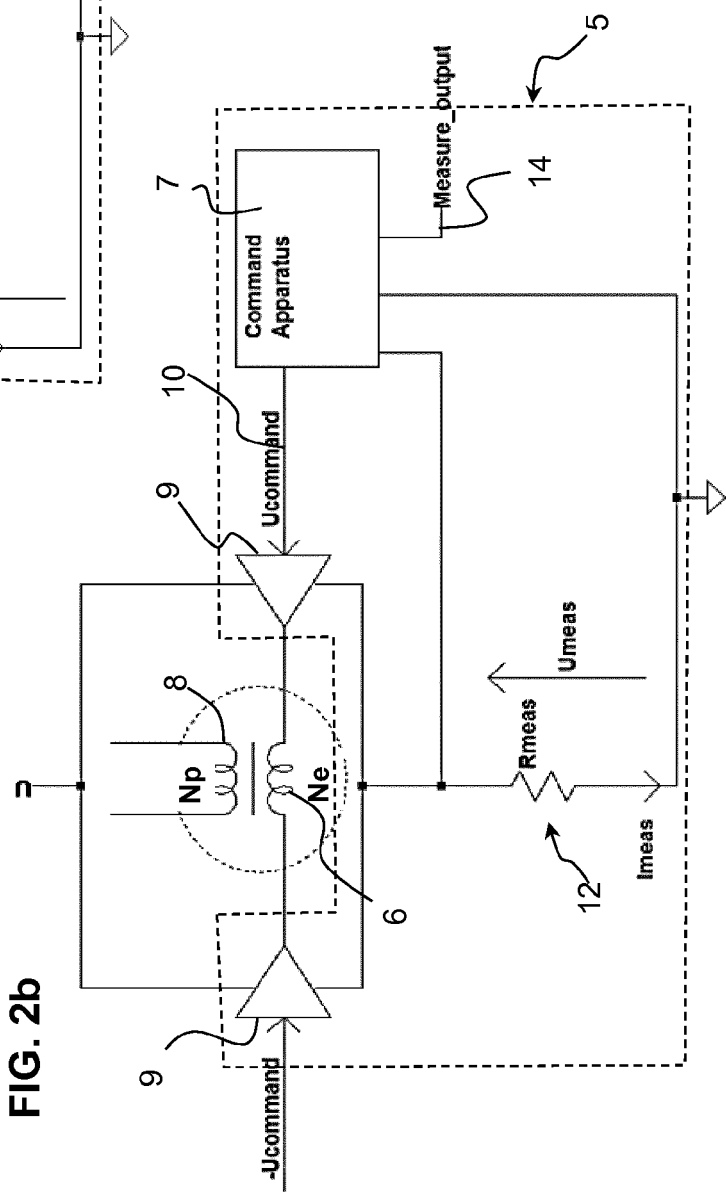 FIG. 2b
u
9
9
7
8
10
Np
-Ucommand
Ucommand
Command
Apparatus
Ne
6
Measure_output
Rmeas
14
Umeas
12
5
Imeas